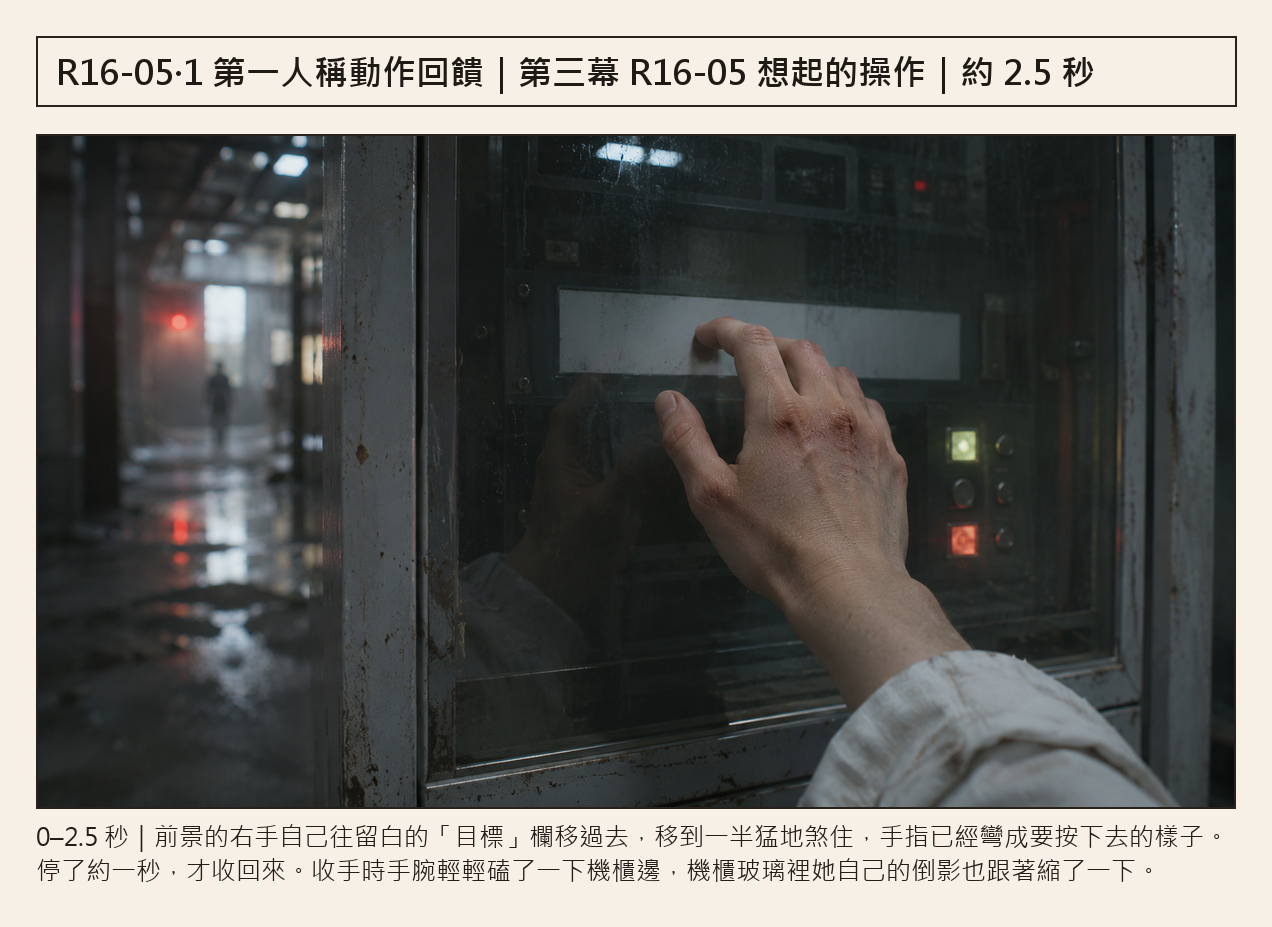 R16-05·1 第一人稱動作回饋｜第三幕 R16-05 想起的操作｜約 2.5 秒
0–2.5 秒｜前景的右手自己往留白的「目標」欄移過去，移到一半猛地煞住，手指已經彎成要按下去的樣子。
停了約一秒，才收回來。收手時手腕輕輕磕了一下機櫃邊，機櫃玻璃裡她自己的倒影也跟著縮了一下。